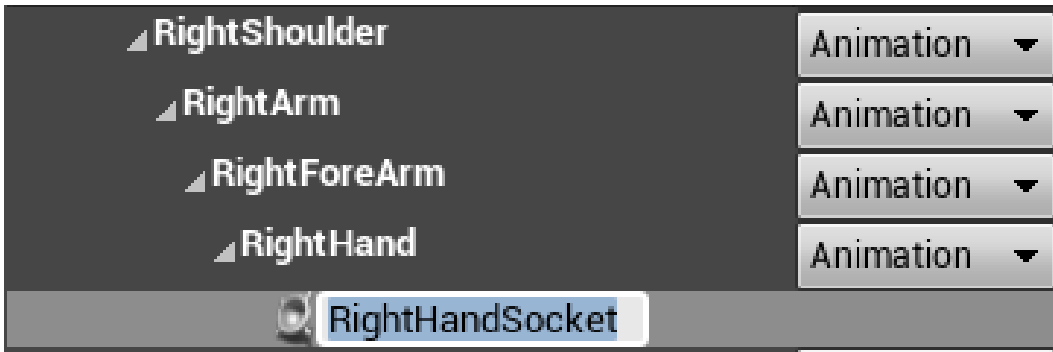 RightShoulder Animation
RightArm Animation
RightForeArm Animation
RightHand Animation
RightHandSocket